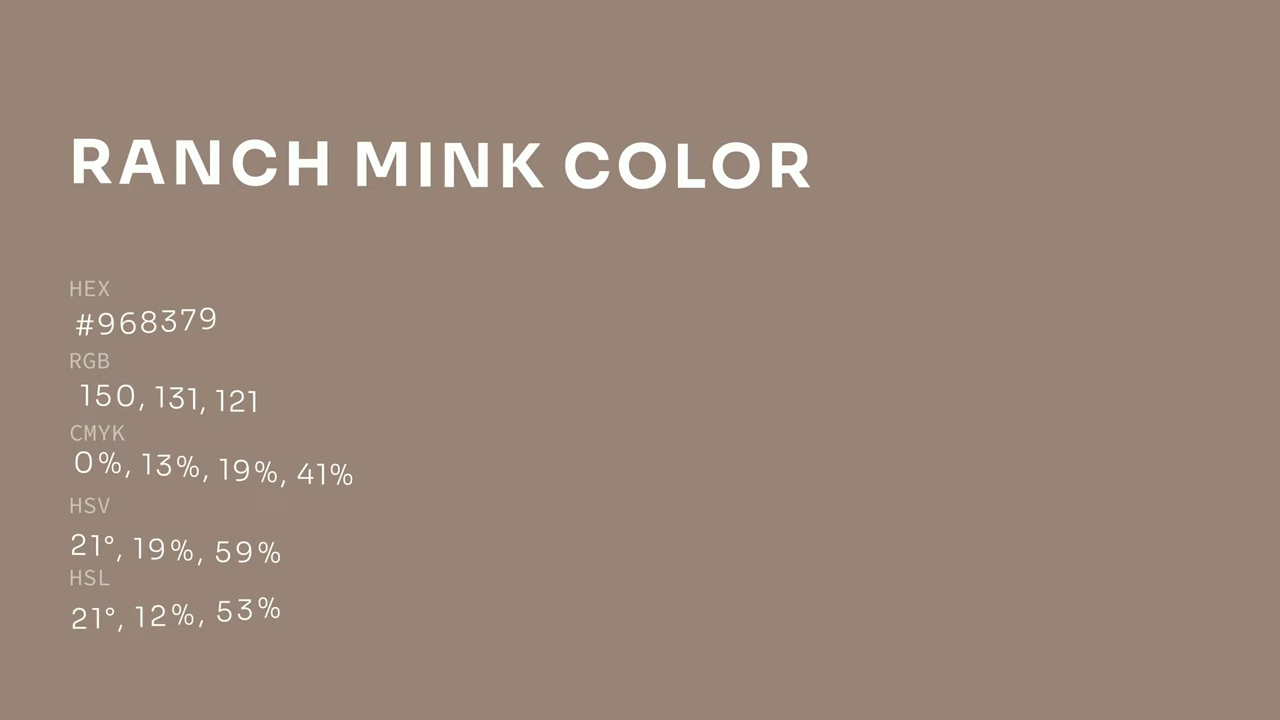 RANCH MINK COLOR
HEX
#968379
RGB
150, 131, 121
CMYK
0%, 13%, 19%, 41%
HSV
21°, 19%, 59%
HSL
21°, 12%, 53%